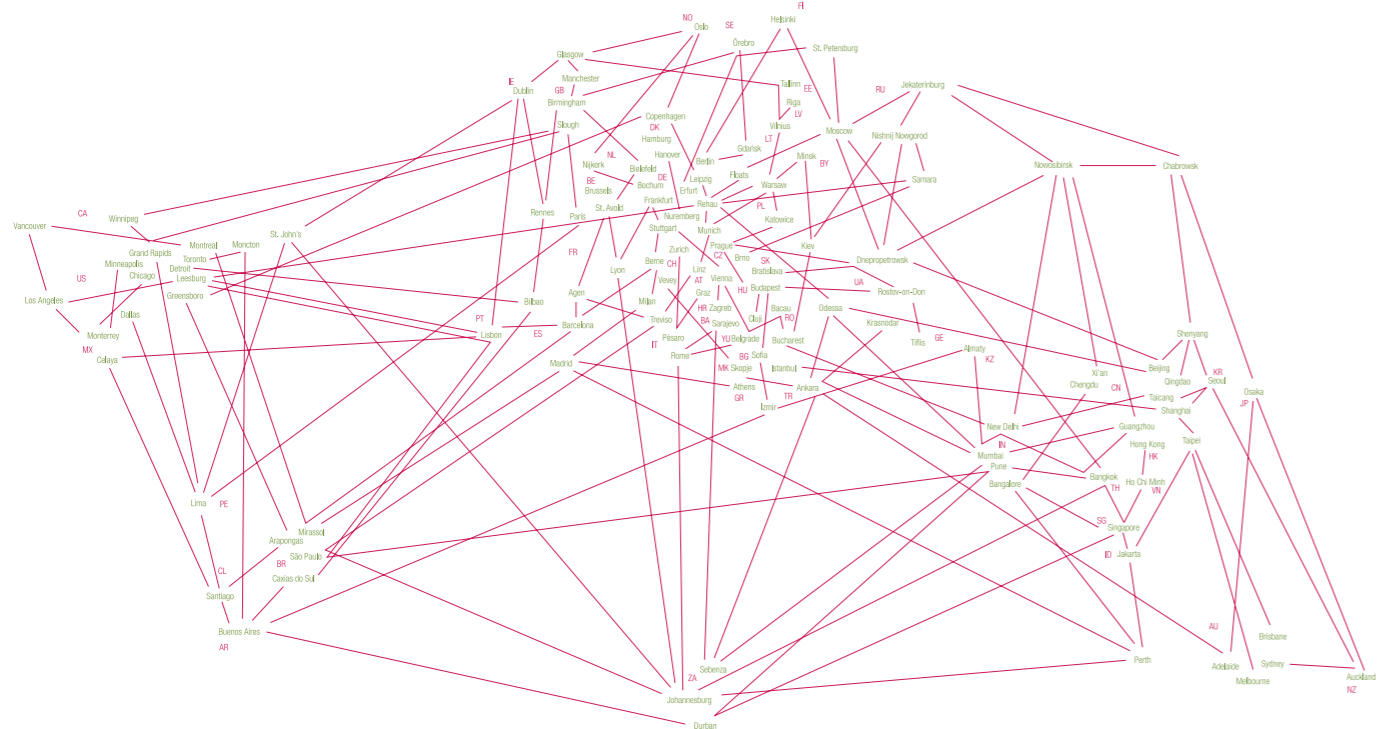 FI
NO
Oslo
SE
Helsinki
Örebro
St. Petersburg
Glasgow
Manchester
IE
Dublin
GB
Birmingham
Tallinn
EE
RU
Jekaterinburg
Riga
LV
Copenhagen
Slough
DK
Vilnius
Moscow
Nishnij Nowgorod
Hamburg
LT
Gdańsk
NL
Hanover
Berlin
Minsk
BY
Nijkerk
Bielefeld
Floats
Nowosibirsk
Chabrowsk
BE
DE
Leipzig
Bochum
Erfurt
Warsaw
Samara
Brussels
Frankfurt
Rehau
PL
St. Avold
CA
Winnipeg
Rennes
Paris
Nuremberg
Katowice
Vancouver
St. John's
Stuttgart
Munich
Montreal
Moncton
FR
Zurich
Prague
Kiev
Grand Rapids
Toronto
CZ
Brno
SK
Minneapolis
Detroit
Lyon
Berne
CH
Linz
Vienna
Bratislava
Dnepropetrowsk
US
Chicago
Leesburg
Vevey
AT
HU
Budapest
UA
Greensboro
Agen
Graz
Rostov-on-Don
Los Angeles
Bilbao
Milan
HR
Zagreb
Bacau
Odessa
Dallas
PT
Barcelona
Treviso
BA
Sarajevo
Cluj
RO
Krasnodar
Monterrey
Lisbon
ES
Pésaro
YU
Belgrade
Bucharest
GE
Tiflis
Shenyang
MX
IT
Rome
BG
Sofia
Almaty
KZ
Celaya
Madrid
MK
Skopje
Istanbul
Beijing
Xi'an
KR
Athens
Ankara
Chengdu
CN
Qingdao
Seoul
GR
TR
Taicang
Osaka
Izmir
JP
Shanghai
New Delhi
Guangzhou
IN
Hong Kong
Taipei
Mumbai
HK
Pune
Bangalore
Bangkok
Ho Chi Minh
TH
VN
Lima
PE
SG
Singapore
Mirassol
Arapongas
São Paulo
ID
Jakarta
BR
CL
Caxias do Sul
Santiago
Buenos Aires
AU
Brisbane
AR
Perth
Adelaide
Sydney
Sebenza
ZA
Melbourne
Auckland
NZ
Johannesburg
Durban